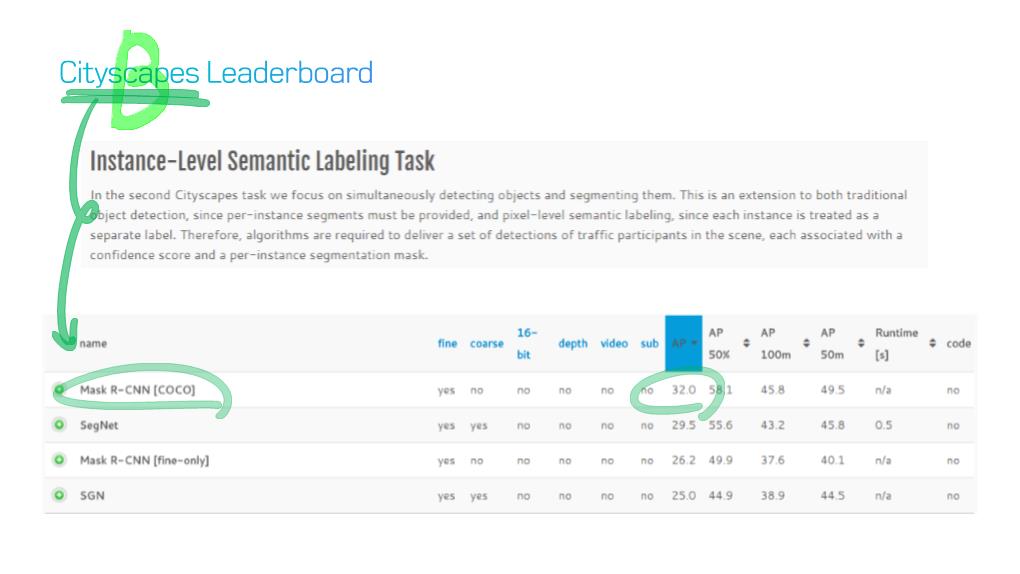 Cityscapes Leaderboard
B
Instance-Level Semantic Labeling Task
In the second Cityscapes task we focus on simultaneously detecting objects and segmenting them. This is an extension to both traditional
object detection, since per-instance segments must be provided, and pixel-level semantic labeling, since each instance is treated as a
separate label. Therefore, algorithms are required to deliver a set of detections of traffic participants in the scene, each associated with a
confidence score and a per-instance segmentation mask.
name fine coarse 16-bit depth video sub AP AP 50% AP 100m AP 50m Runtime [s] code
Mask R-CNN [COCO] yes no no no no no 32.0 58.1 45.8 49.5 n/a no
SegNet yes yes no no no no 29.5 55.6 43.2 45.8 0.5 no
Mask R-CNN [fine-only] yes no no no no no 26.2 49.9 37.6 40.1 n/a no
SGN yes yes no no no no 25.0 44.9 38.9 44.5 n/a no